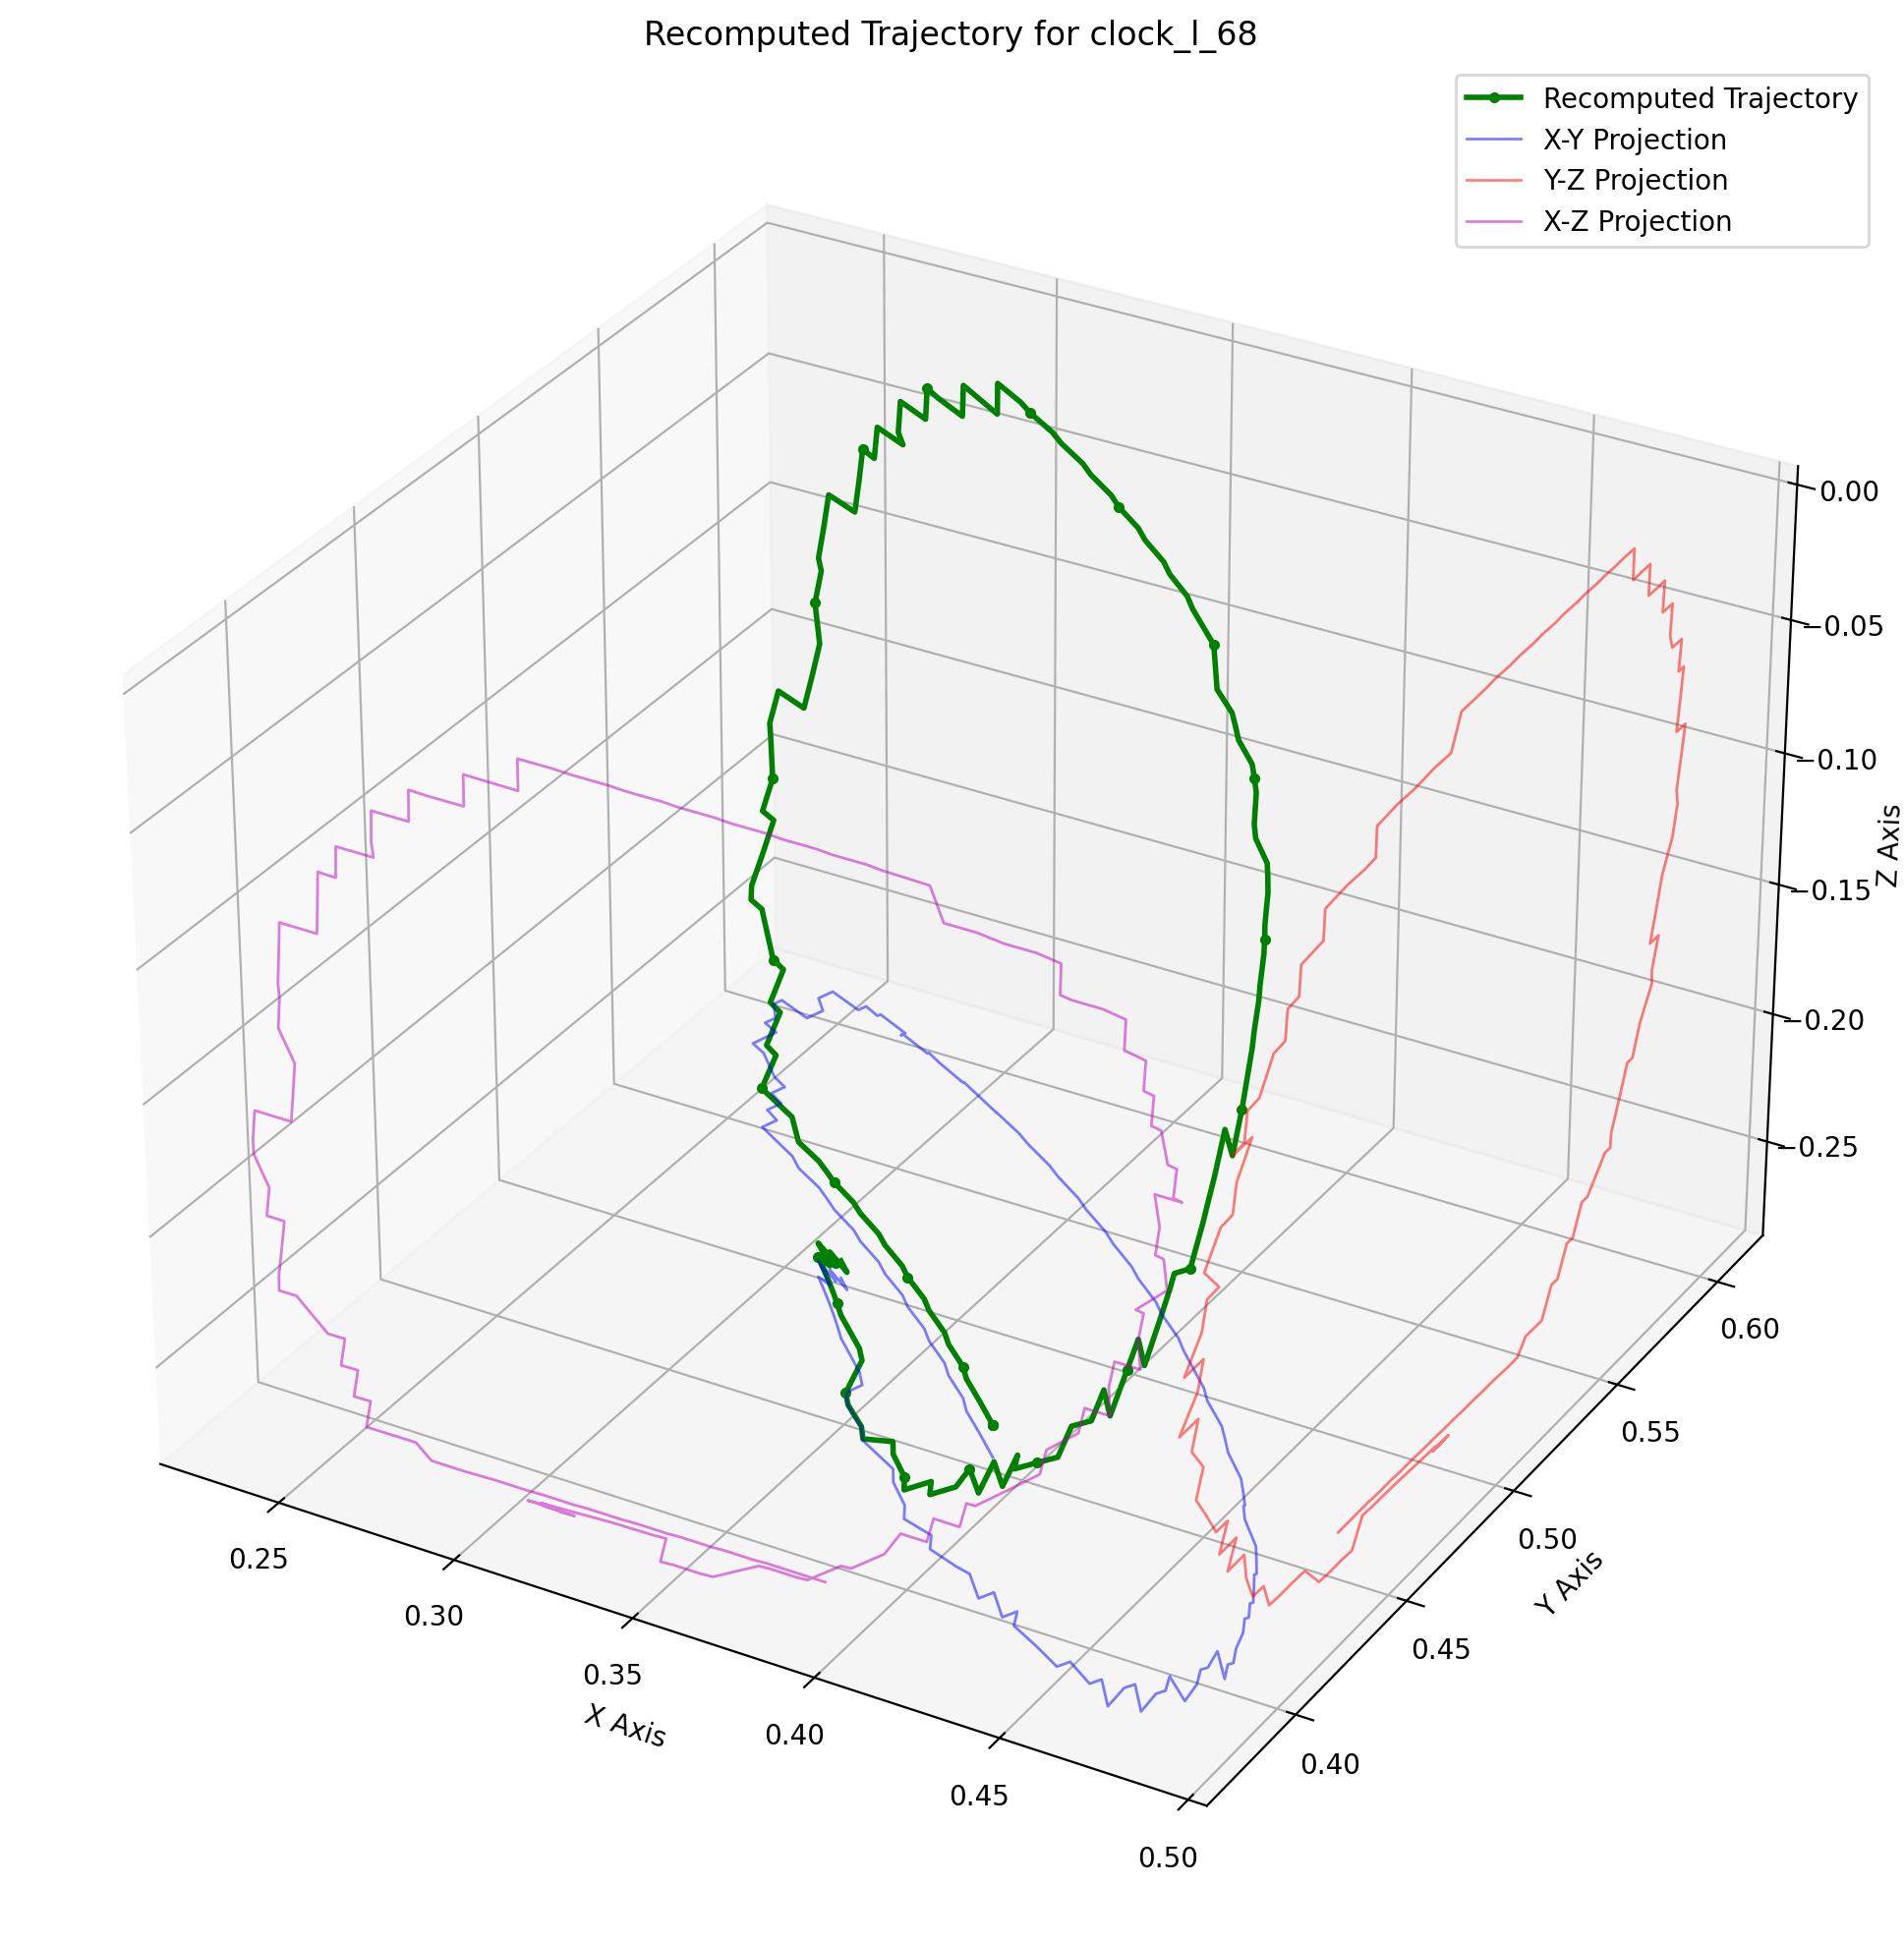 Recomputed Trajectory for clock_l_68
Recomputed Trajectory
X-Y Projection
Y-Z Projection
X-Z Projection
0.00
−0.05
−0.10
−0.15
−0.20
−0.25
Z Axis
0.60
0.55
0.50
0.45
0.40
Y Axis
0.25
0.30
0.35
0.40
0.45
0.50
X Axis